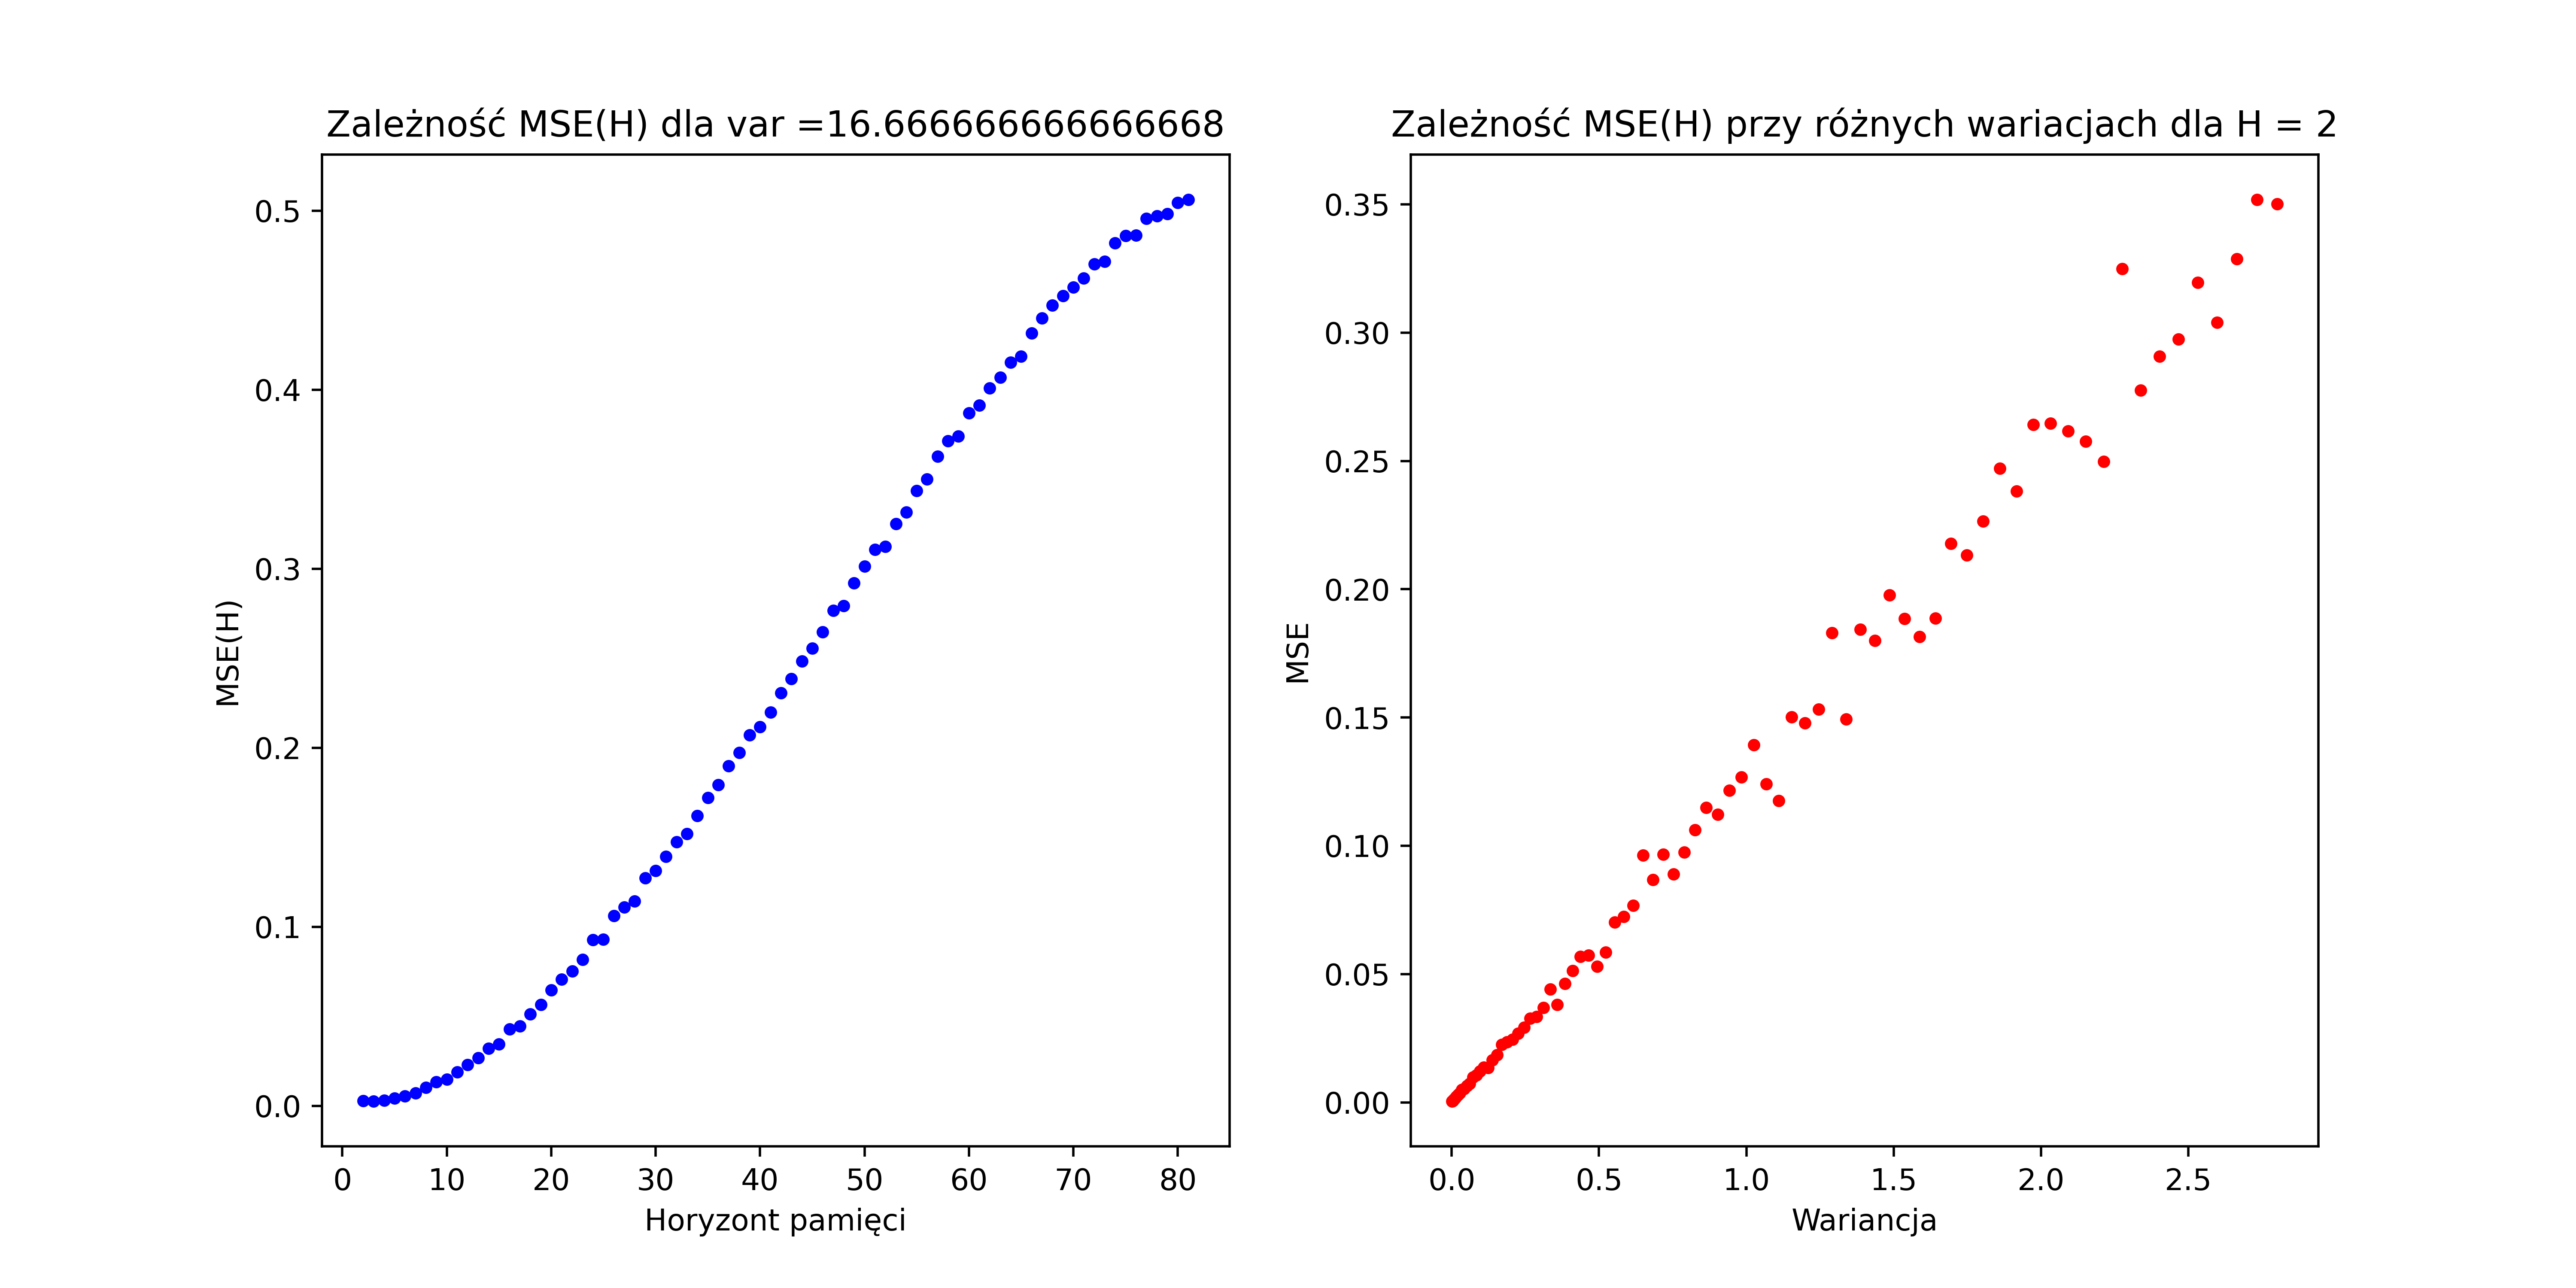 Zależność MSE(H) dla var =16.666666666666668
MSE(H)
0.5
0.4
0.3
0.2
0.1
0.0
0 10 20 30 40 50 60 70 80
Horyzont pamięci
Zależność MSE(H) przy różnych wariacjach dla H = 2
MSE
0.35
0.30
0.25
0.20
0.15
0.10
0.05
0.00
0.0 0.5 1.0 1.5 2.0 2.5
Wariancja